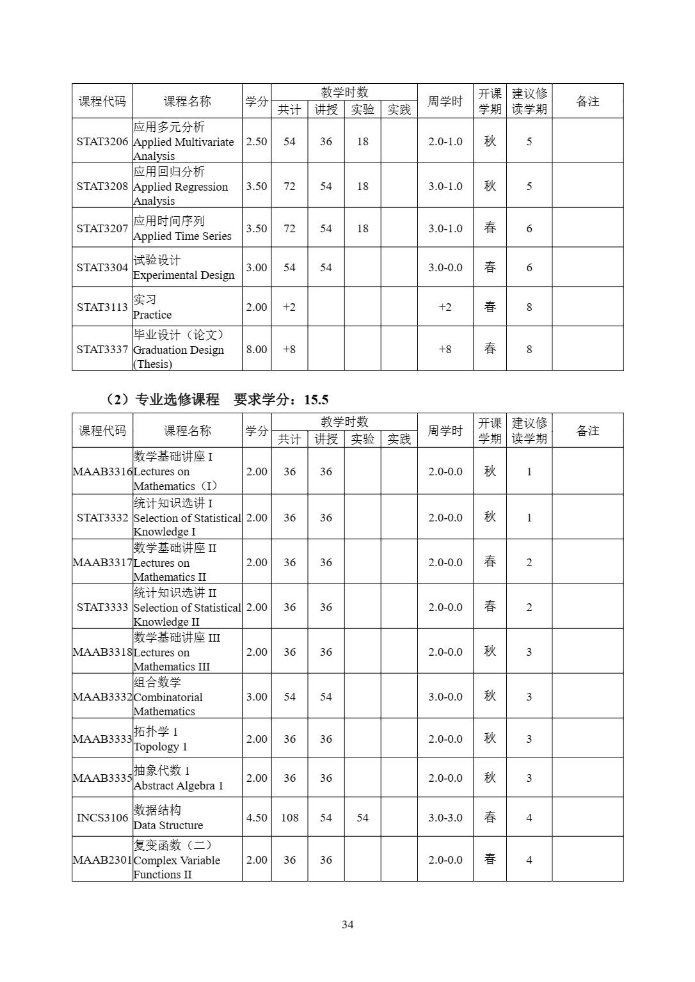 课程代码 课程名称 学分 教学时数 周学时 开课学期 建议修读学期 备注
共计 讲授 实验 实践
STAT3206 应用多元分析 Applied Multivariate Analysis 2.50 54 36 18 2.0-1.0 秋 5
STAT3208 应用回归分析 Applied Regression Analysis 3.50 72 54 18 3.0-1.0 秋 5
STAT3207 应用时间序列 Applied Time Series 3.50 72 54 18 3.0-1.0 春 6
STAT3304 试验设计 Experimental Design 3.00 54 54 3.0-0.0 春 6
STAT3113 实习 Practice 2.00 +2 +2 春 8
STAT3337 毕业设计（论文） Graduation Design (Thesis) 8.00 +8 +8 春 8
（2）专业选修课程 要求学分：15.5
课程代码 课程名称 学分 教学时数 周学时 开课学期 建议修读学期 备注
共计 讲授 实验 实践
MAAB3316 数学基础讲座 I Lectures on Mathematics（I） 2.00 36 36 2.0-0.0 秋 1
STAT3332 统计知识选讲 I Selection of Statistical Knowledge I 2.00 36 36 2.0-0.0 秋 1
MAAB3317 数学基础讲座 II Lectures on Mathematics II 2.00 36 36 2.0-0.0 春 2
STAT3333 统计知识选讲 II Selection of Statistical Knowledge II 2.00 36 36 2.0-0.0 春 2
MAAB3318 数学基础讲座 III Lectures on Mathematics III 2.00 36 36 2.0-0.0 秋 3
MAAB3332 组合数学 Combinatorial Mathematics 3.00 54 54 3.0-0.0 秋 3
MAAB3333 拓扑学 1 Topology 1 2.00 36 36 2.0-0.0 秋 3
MAAB3335 抽象代数 1 Abstract Algebra 1 2.00 36 36 2.0-0.0 秋 3
INCS3106 数据结构 Data Structure 4.50 108 54 54 3.0-3.0 春 4
MAAB2301 复变函数（二） Complex Variable Functions II 2.00 36 36 2.0-0.0 春 4
34